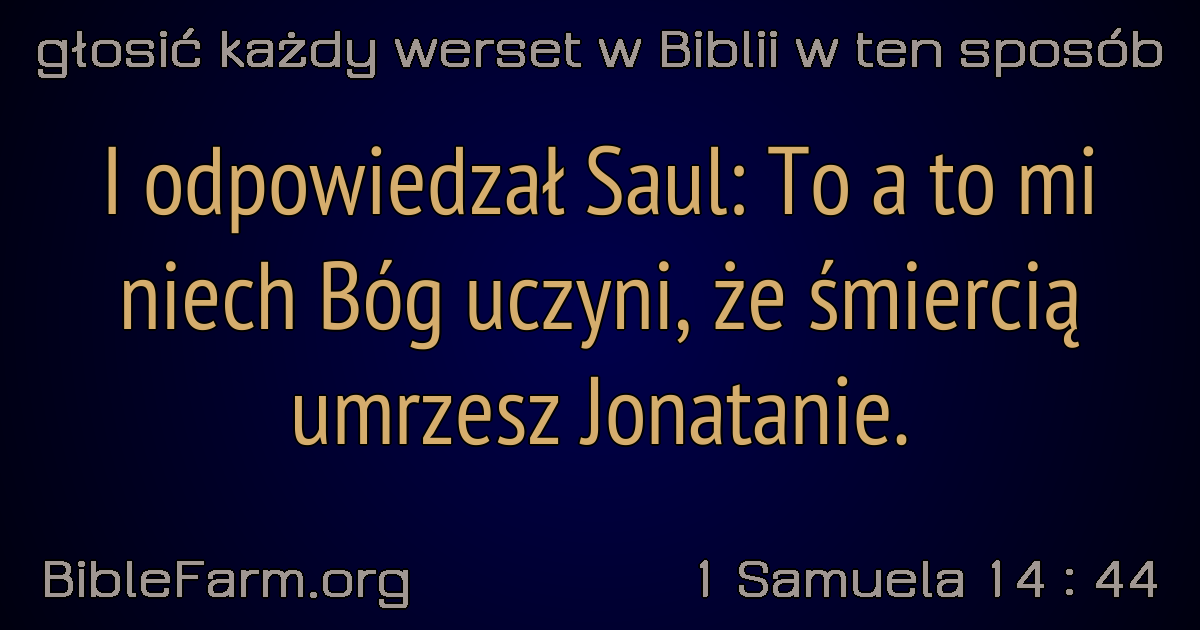 głosić każdy werset w Biblii w ten sposób
I odpowiedzał Saul: To a to mi
niech Bóg uczyni, że śmiercią
umrzesz Jonatanie.
BibleFarm.org
1 Samuela 14 : 44